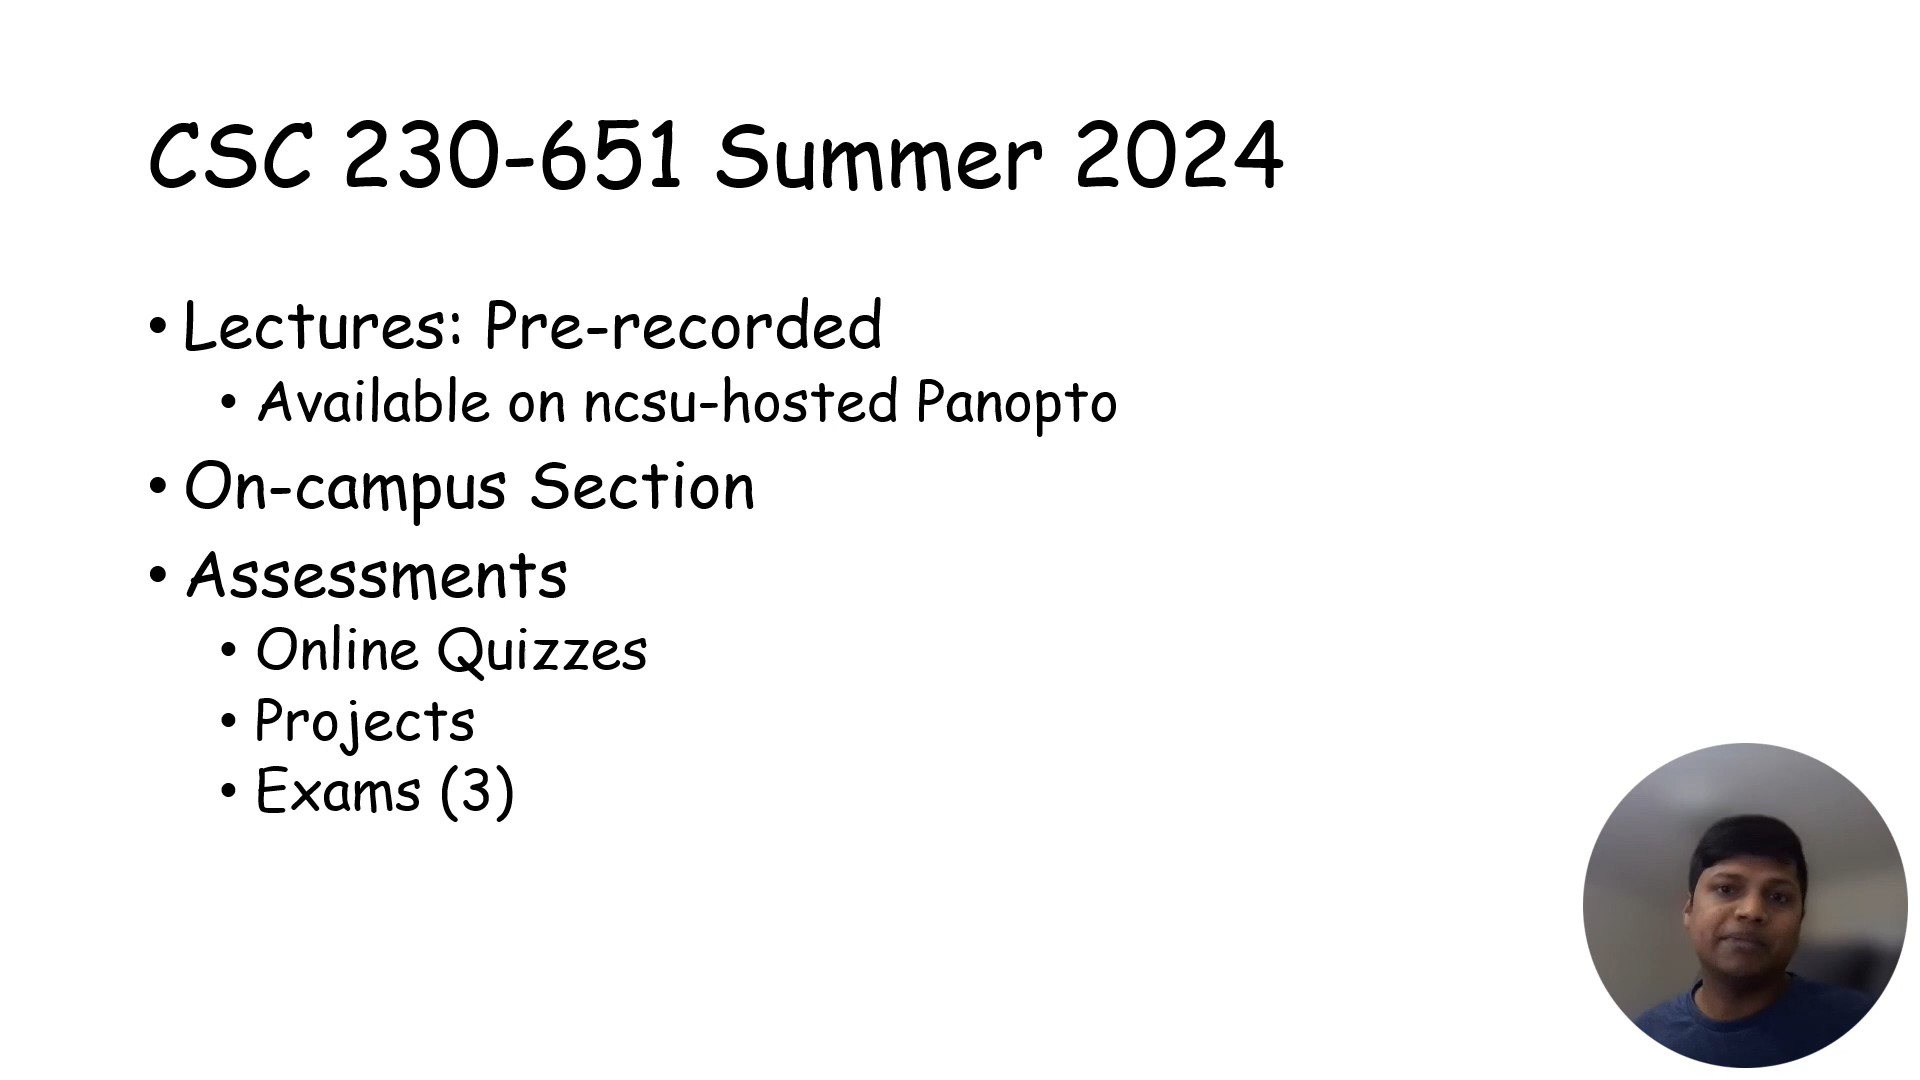 CSC 230-651 Summer 2024
• Lectures: Pre-recorded
• Available on ncsu-hosted Panopto
• On-campus Section
• Assessments
• Online Quizzes
• Projects
• Exams (3)